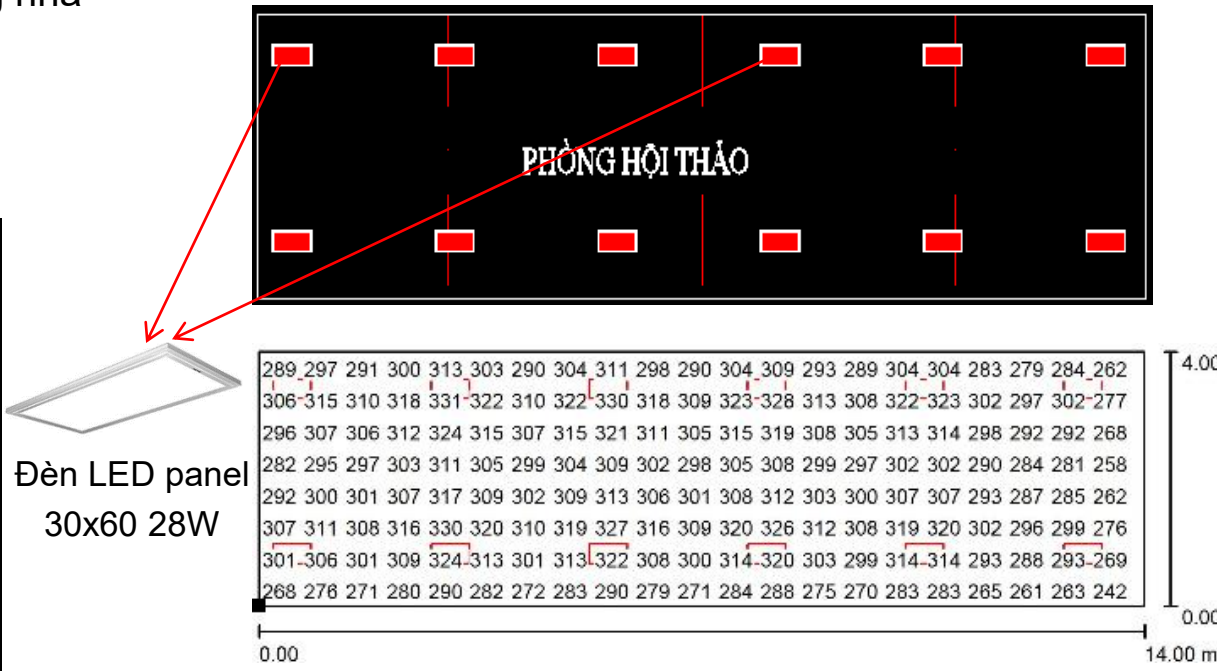 nhà
PHÒNG HỘI THẢO
Đèn LED panel
30x60 28W
289 297 291 300 313 303 290 304 311 298 290 304 309 293 289 304 304 283 279 284 262
306 315 310 318 331 322 310 322 330 318 309 323 328 313 308 322 323 302 297 302 277
296 307 306 312 324 315 307 315 321 311 305 315 319 308 305 313 314 298 292 292 268
282 295 297 303 311 305 299 304 309 302 298 305 308 299 297 302 302 290 284 281 258
292 300 301 307 317 309 302 309 313 306 301 308 312 303 300 307 307 293 287 285 262
307 311 308 316 330 320 310 319 327 316 309 320 326 312 308 319 320 302 296 299 276
301 306 301 309 324 313 301 313 322 308 300 314 320 303 299 314 314 293 288 293 269
268 276 271 280 290 282 272 283 290 279 271 284 288 275 270 283 283 265 261 263 242
4.00
0.00
0.00
14.00 m